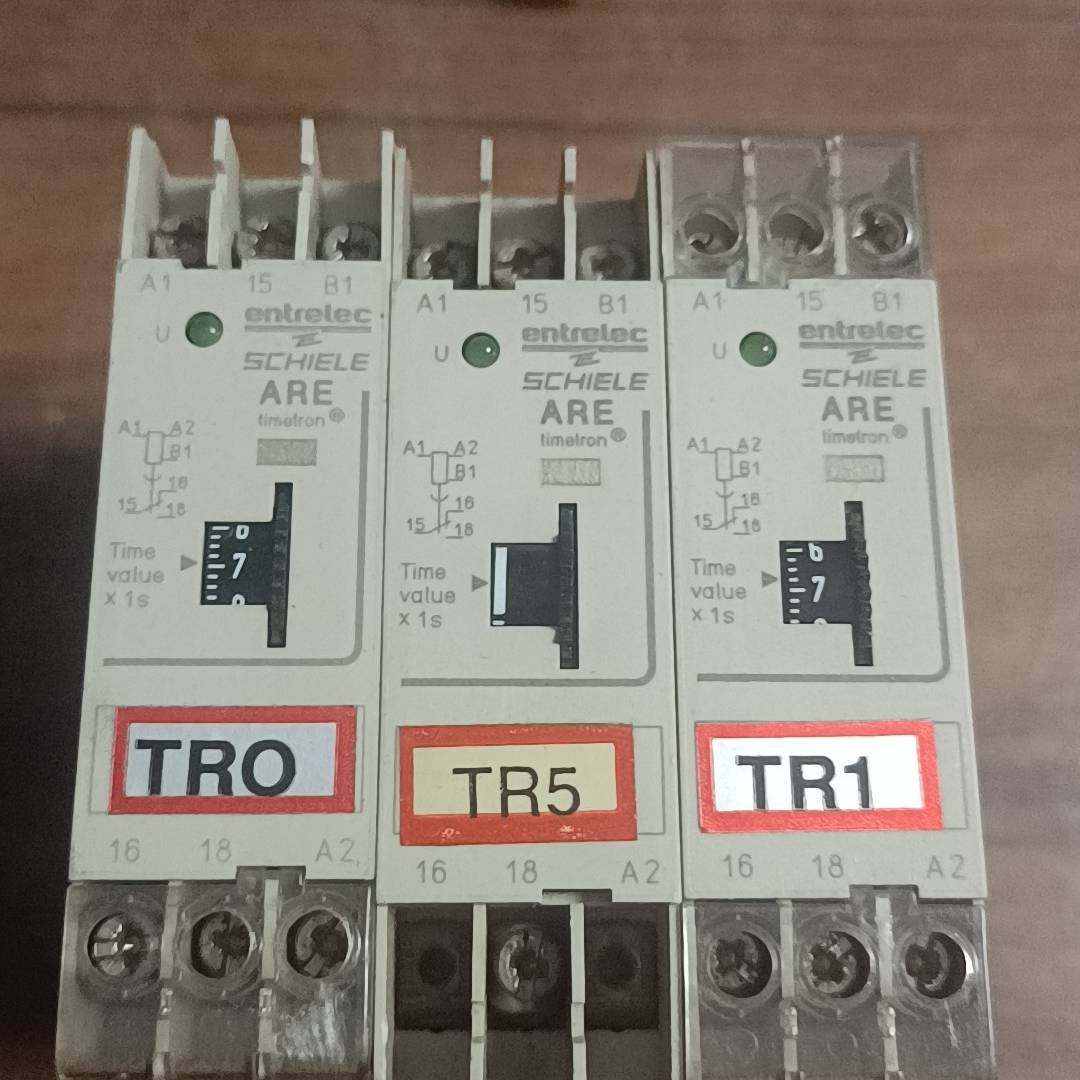 A1 15 B1
U entrelec
SCHIELE
ARE
timetron®
A1 A2
B1
16
15 18
Time
value
x 1s
6
7
TR0
16 18 A2
A1 15 B1
U entrelec
SCHIELE
ARE
timetron®
A1 A2
B1
16
15 18
Time
value
x 1s
TR5
16 18 A2
A1 15 B1
U entrelec
SCHIELE
ARE
timetron®
A1 A2
B1
16
15 18
Time
value
x 1s
6
7
TR1
16 18 A2